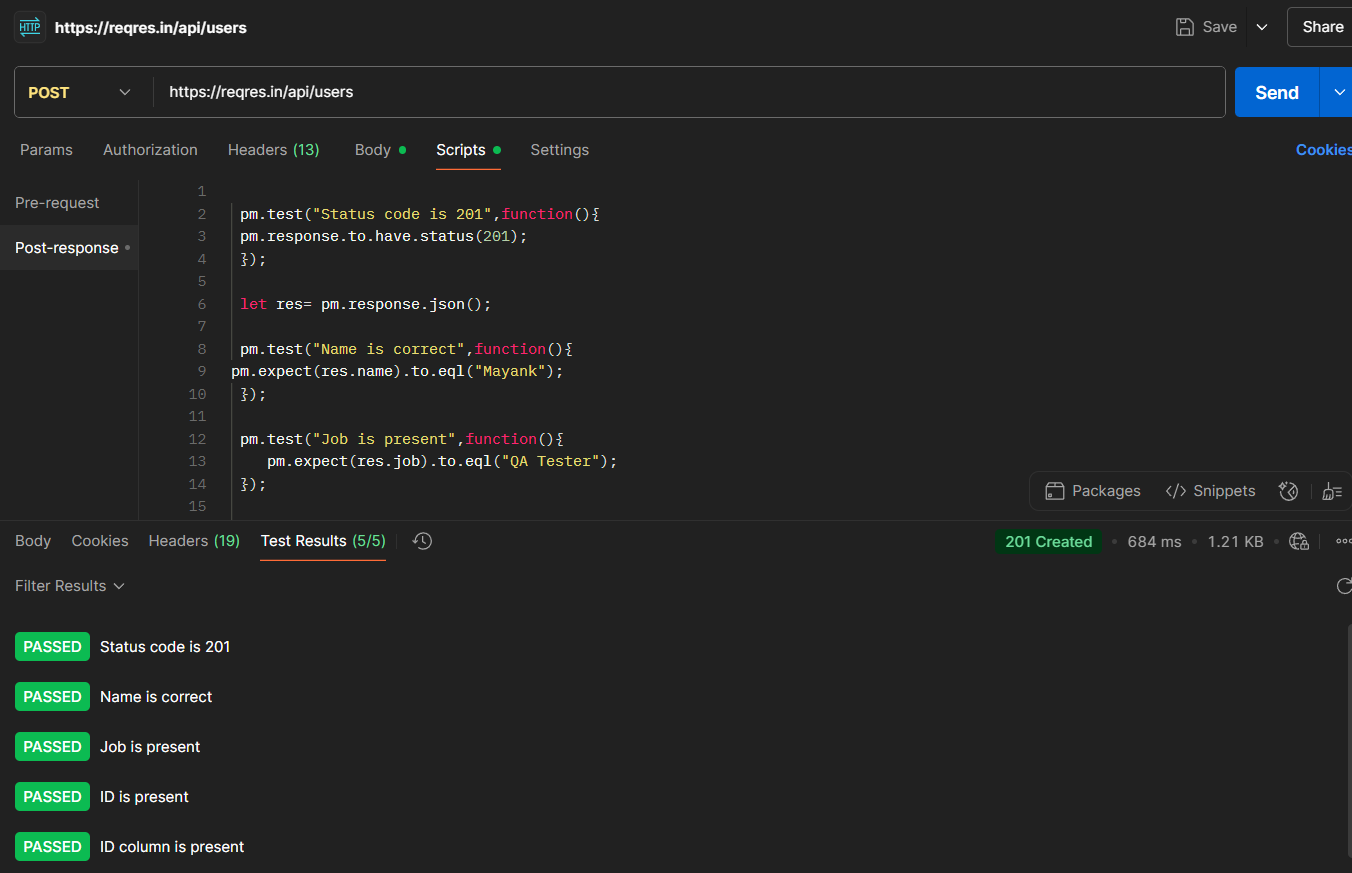 HTTP https://reqres.in/api/users Save Share
POST https://reqres.in/api/users Send
Params Authorization Headers (13) Body Scripts Settings Cookies
Pre-request
Post-response
1
2 pm.test("Status code is 201",function(){
3 pm.response.to.have.status(201);
4 });
5
6 let res= pm.response.json();
7
8 pm.test("Name is correct",function(){
9 pm.expect(res.name).to.eql("Mayank");
10 });
11
12 pm.test("Job is present",function(){
13 pm.expect(res.job).to.eql("QA Tester");
14 });
15
Packages </> Snippets
Body Cookies Headers (19) Test Results (5/5) 201 Created • 684 ms • 1.21 KB •
Filter Results
PASSED Status code is 201
PASSED Name is correct
PASSED Job is present
PASSED ID is present
PASSED ID column is present